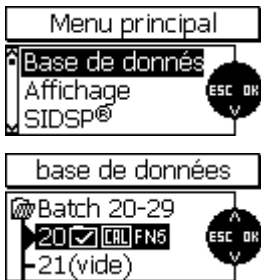 Menu principal
Base de donnés
Affichage
SIDSP®
ESC OK
base de données
Batch 20-29
20 CAL FN6
21(vide)
ESC OK